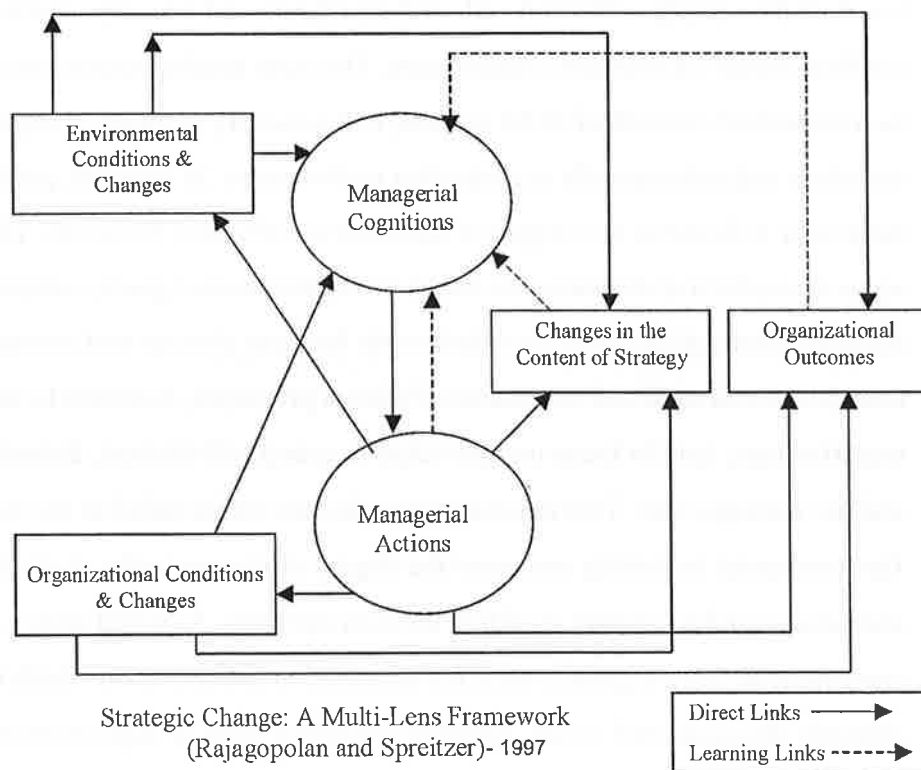 Environmental
Conditions &
Changes
Managerial
Cognitions
Changes in the
Content of Strategy
Organizational
Outcomes
Managerial
Actions
Organizational Conditions
& Changes
Strategic Change: A Multi-Lens Framework
(Rajagopolan and Spreitzer)- 1997
Direct Links
Learning Links